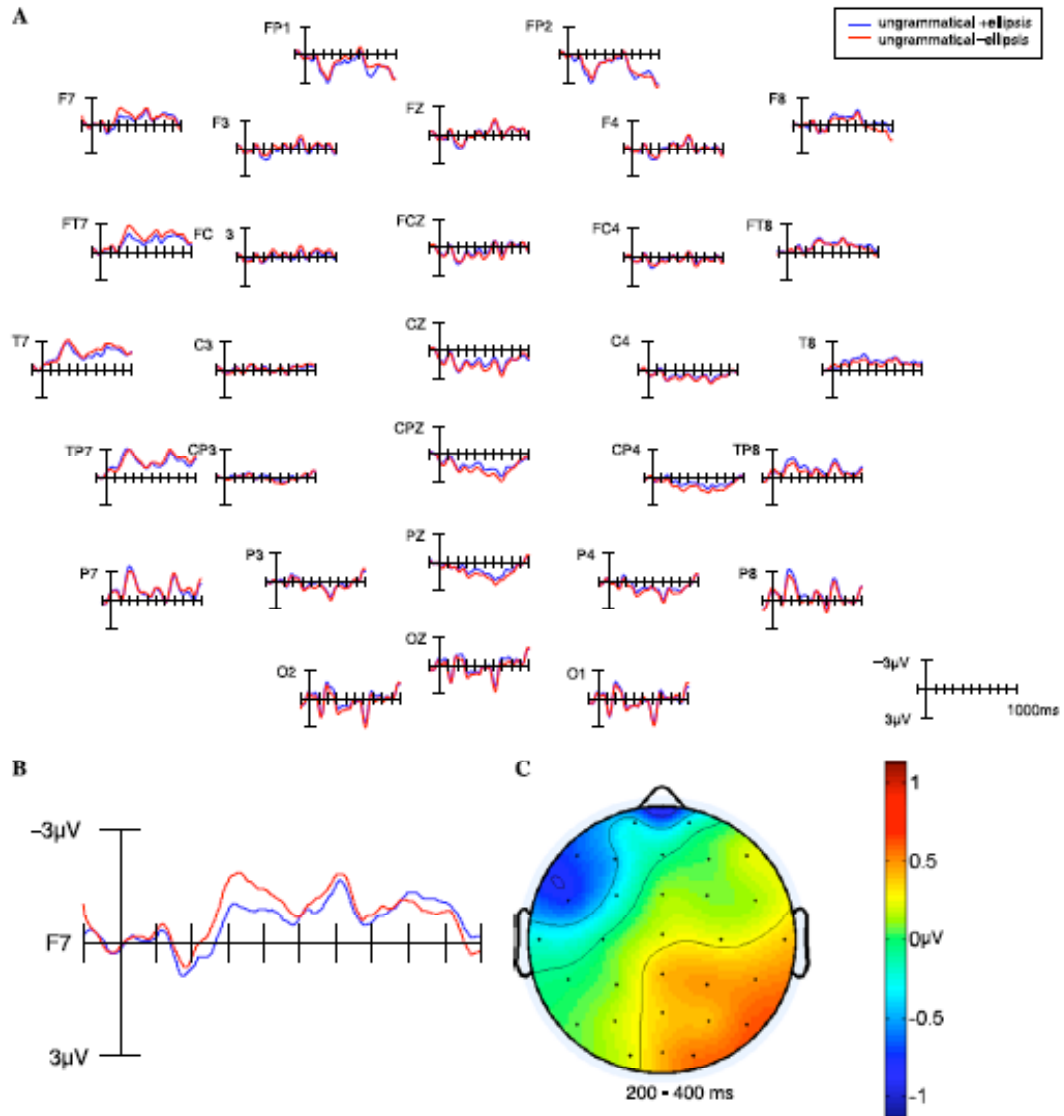 A
FP1
FP2
ungrammatical +ellipsis
ungrammatical−ellipsis
F7
F3
FZ
F4
F8
FT7
FC 3
FCZ
FC4
FT8
T7
C3
CZ
C4
T8
TP7
CP3
CPZ
CP4
TP8
P7
P3
PZ
P4
P8
O2
OZ
O1
−3µV
3µV
1000ms
B
−3µV
F7
3µV
C
200 - 400 ms
1
0.5
0µV
-0.5
-1